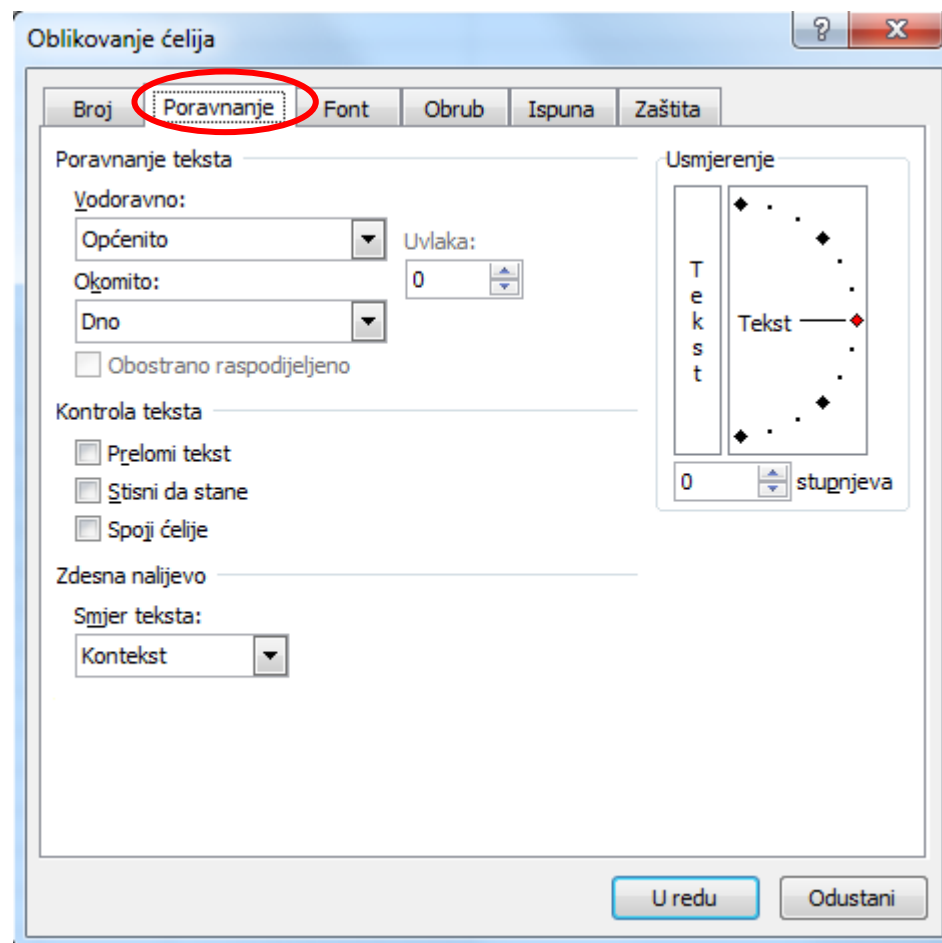 Oblikovanje ćelija
?
Broj Poravnanje Font Obrub Ispuna Zaštita
Poravnanje teksta
Vodoravno:
Općenito
Uvlaka:
0
Okomito:
Dno
Obostrano raspodijeljeno
Kontrola teksta
Prelomi tekst
Stisni da stane
Spoji ćelije
Zdesna nalijevo
Smjer teksta:
Kontekst
Usmjerenje
Tekst
Tekst
0 stupnjeva
U redu Odustani